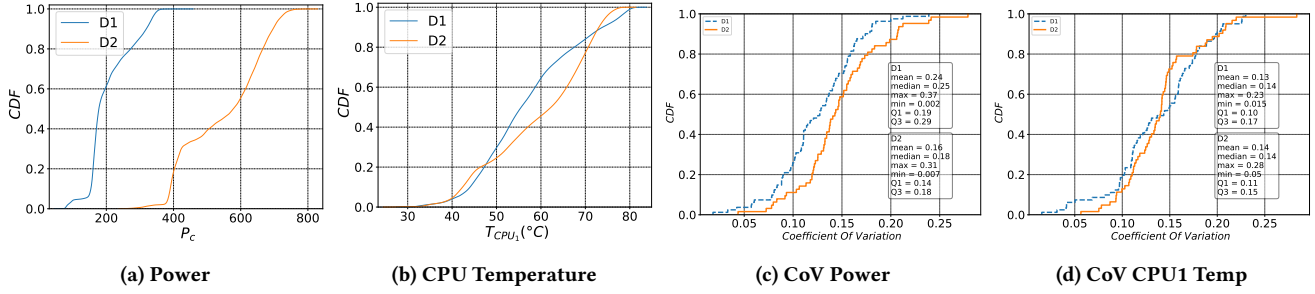 1.0
0.8
0.6
0.4
0.2
0.0
CDF
D1
D2
200
400
600
800
P_c
(a) Power
1.0
0.8
0.6
0.4
0.2
0.0
CDF
D1
D2
30
40
50
60
70
80
T_CPU₁(°C)
(b) CPU Temperature
1.0
0.8
0.6
0.4
0.2
0.0
CDF
D1
D2
D1
mean = 0.24
median = 0.25
max = 0.37
min = 0.002
Q1 = 0.19
Q3 = 0.29
D2
mean = 0.16
median = 0.18
max = 0.31
min = 0.007
Q1 = 0.14
Q3 = 0.18
0.05
0.10
0.15
0.20
0.25
Coefficient Of Variation
(c) CoV Power
1.0
0.8
0.6
0.4
0.2
0.0
CDF
D1
D2
D1
mean = 0.13
median = 0.14
max = 0.23
min = 0.015
Q1 = 0.10
Q3 = 0.17
D2
mean = 0.14
median = 0.14
max = 0.28
min = 0.05
Q1 = 0.11
Q3 = 0.15
0.05
0.10
0.15
0.20
0.25
Coefficient Of Variation
(d) CoV CPU1 Temp